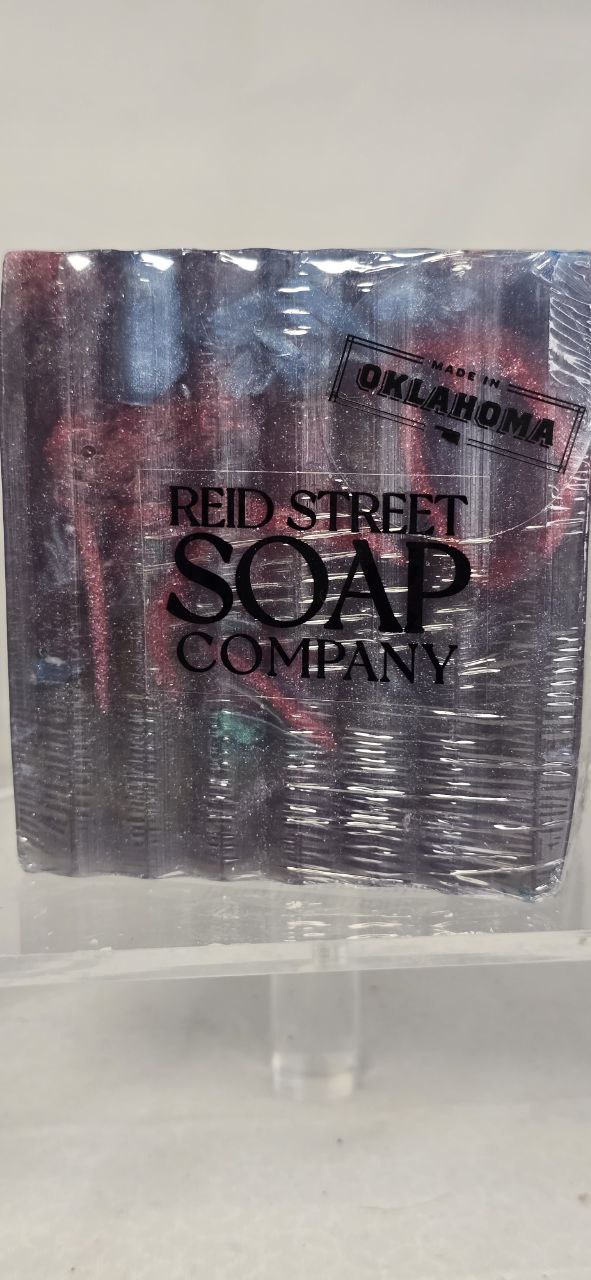 MADE IN
OKLAHOMA
REID STREET
SOAP
COMPANY